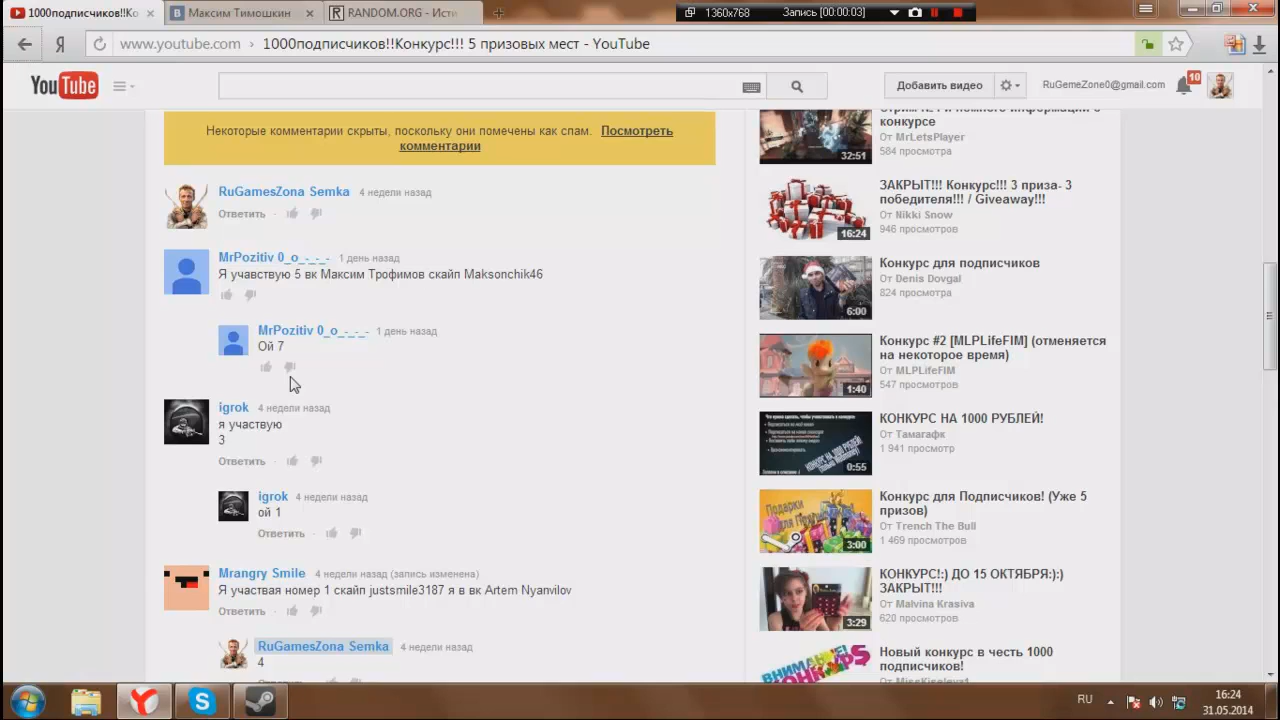 1000подписчиков!!Ко
Максим Тимошкин
RANDOM.ORG - Исти
1360x768
Запись [00:00:03]
Я
www.youtube.com › 1000подписчиков!!Конкурс!!! 5 призовых мест - YouTube
YouTube
Добавить видео
RuGemeZone0@gmail.com
10
Некоторые комментарии скрыты, поскольку они помечены как спам. Посмотреть
комментарии
RuGamesZona Semka 4 недели назад
Ответить
MrPozitiv 0_o_-_-_- 1 день назад
Я учавствую 5 вк Максим Трофимов скайп Maksonchik46
MrPozitiv 0_o_-_-_- 1 день назад
Ой 7
igrok 4 недели назад
я участвую
3
Ответить
igrok 4 недели назад
ой 1
Ответить
Mrangry Smile 4 недели назад (запись изменена)
Я участвая номер 1 скайп justsmile3187 я в вк Artem Nyanvilov
Ответить
RuGamesZona Semka 4 недели назад
4
конкурсе
От MrLetsPlayer
584 просмотра
32:51
ЗАКРЫТ!!! Конкурс!!! 3 приза- 3
победителя!!! / Giveaway!!!
От Nikki Snow
946 просмотров
16:24
Конкурс для подписчиков
От Denis Dovgal
824 просмотра
6:00
Конкурс #2 [MLPLifeFIM] (отменяется
на некоторое время)
От MLPLifeFIM
547 просмотров
1:40
КОНКУРС НА 1000 РУБЛЕЙ!
От Тамагафк
1 941 просмотр
0:55
Конкурс для Подписчиков! (Уже 5
призов)
От Trench The Bull
1 469 просмотров
Подарки
3:00
КОНКУРС!:) ДО 15 ОКТЯБРЯ:):)
ЗАКРЫТ!!!
От Malvina Krasiva
620 просмотров
3:29
Новый конкурс в честь 1000
подписчиков!
От MissKiseleva1
ВНИМАНИЕ!
RU
16:24
31.05.2014